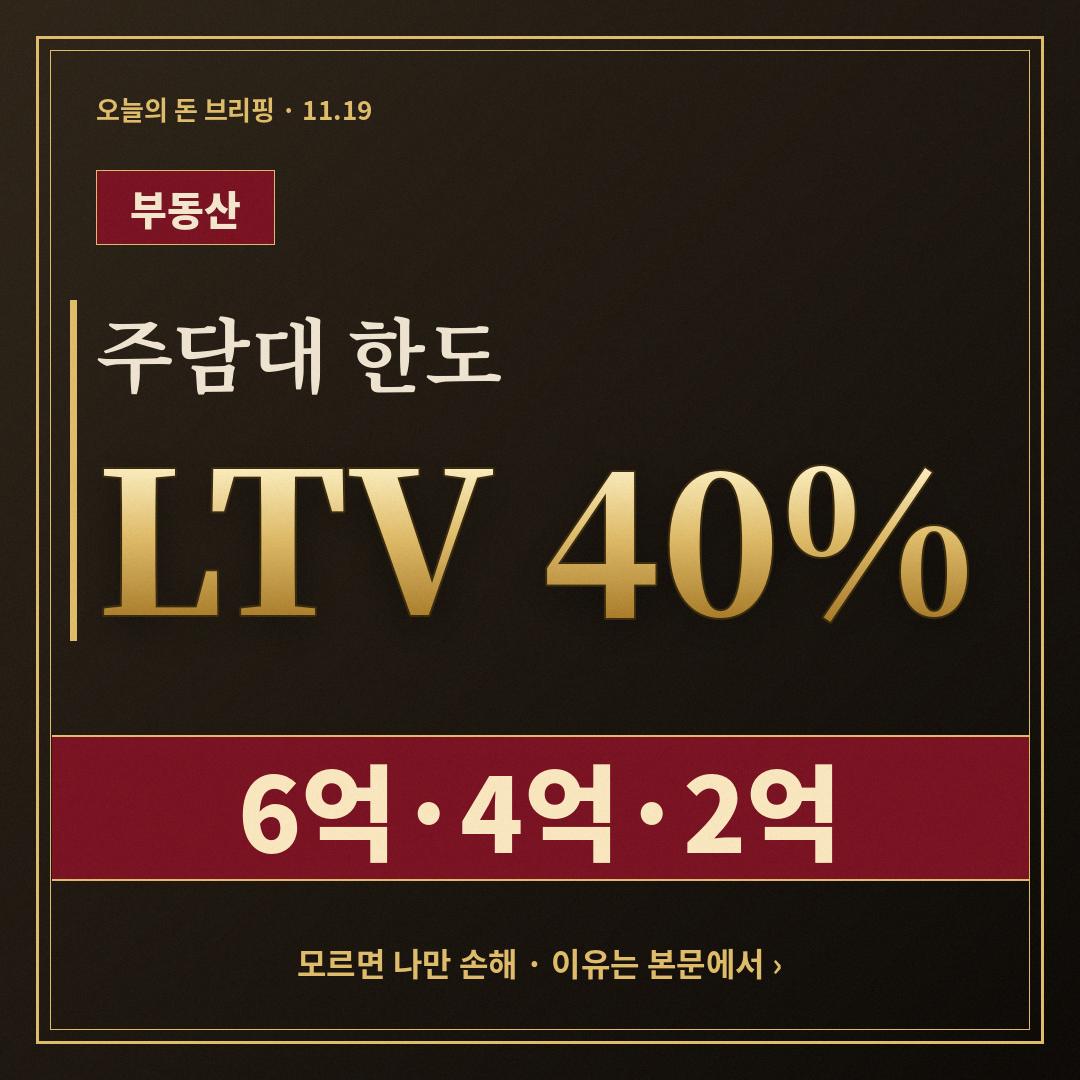 오늘의 돈 브리핑 · 11.19
부동산
주담대 한도
LTV 40%
6억·4억·2억
모르면 나만 손해 · 이유는 본문에서 ›